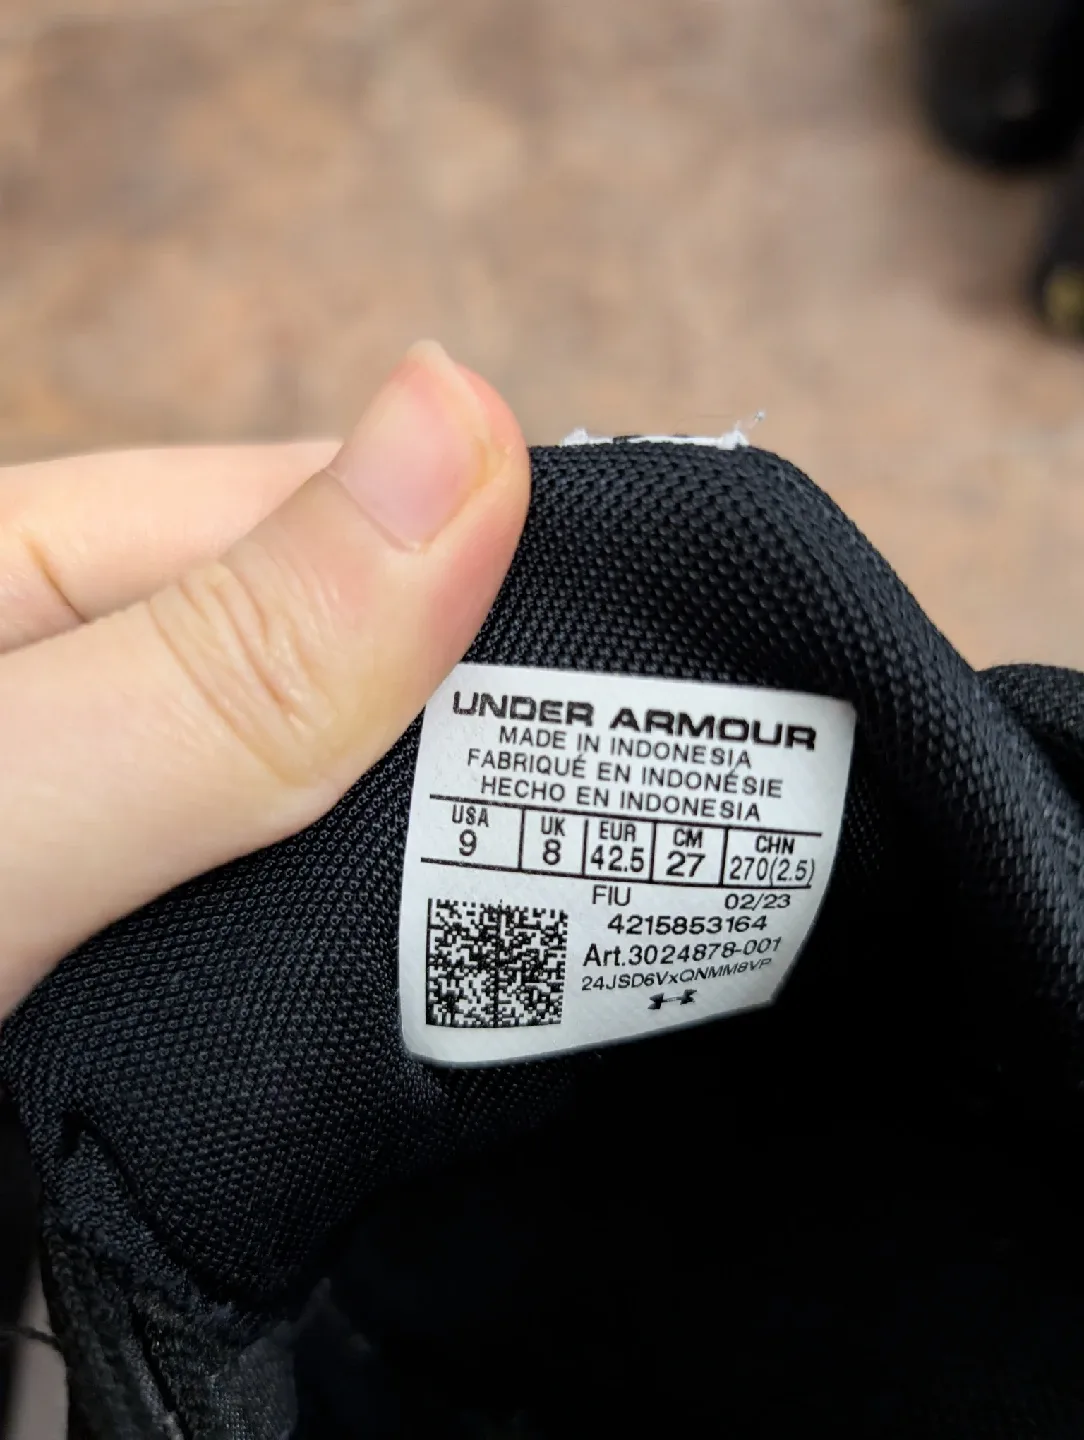 UNDER ARMOUR
MADE IN INDONESIA
FABRIQUÉ EN INDONÉSIE
HECHO EN INDONESIA
USA UK EUR CM CHN
9 8 42.5 27 270(2.5)
FIU 02/23
4215853164
Art.3024878-001
24JSD6VxQNMM8VP